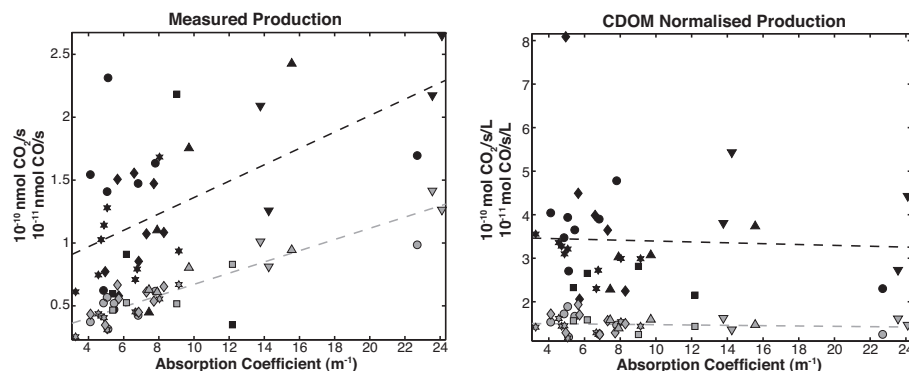 Measured Production
2.5
2
1.5
1
0.5
10⁻¹⁰ nmol CO₂/s
10⁻¹¹ nmol CO/s
4 6 8 10 12 14 16 18 20 22 24
Absorption Coefficient (m⁻¹)
CDOM Normalised Production
8
7
6
5
4
3
2
1
10⁻¹⁰ mol CO₂/s/L
10⁻¹¹ mol CO/s/L
4 6 8 10 12 14 16 18 20 22 24
Absorption Coefficient (m⁻¹)